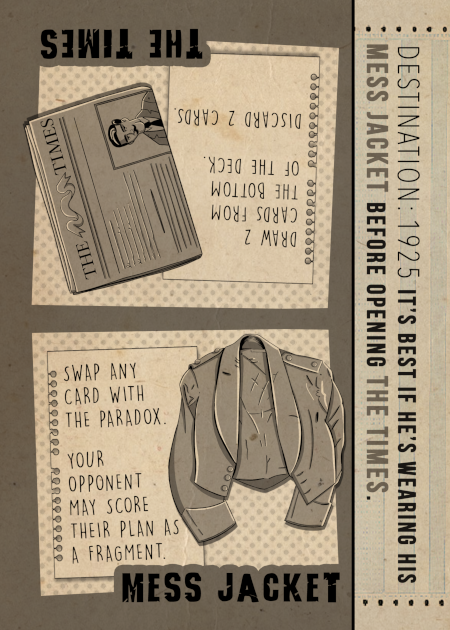 THE TIMES
DRAW 2
CARDS FROM
THE BOTTOM
OF THE DECK.
DISCARD 2 CARDS.
THE TIMES
SWAP ANY
CARD WITH
THE PARADOX.
YOUR
OPPONENT
MAY SCORE
THEIR PLAN AS
A FRAGMENT.
MESS JACKET
DESTINATION: 1925 IT'S BEST IF HE'S WEARING HIS
MESS JACKET BEFORE OPENING THE TIMES.